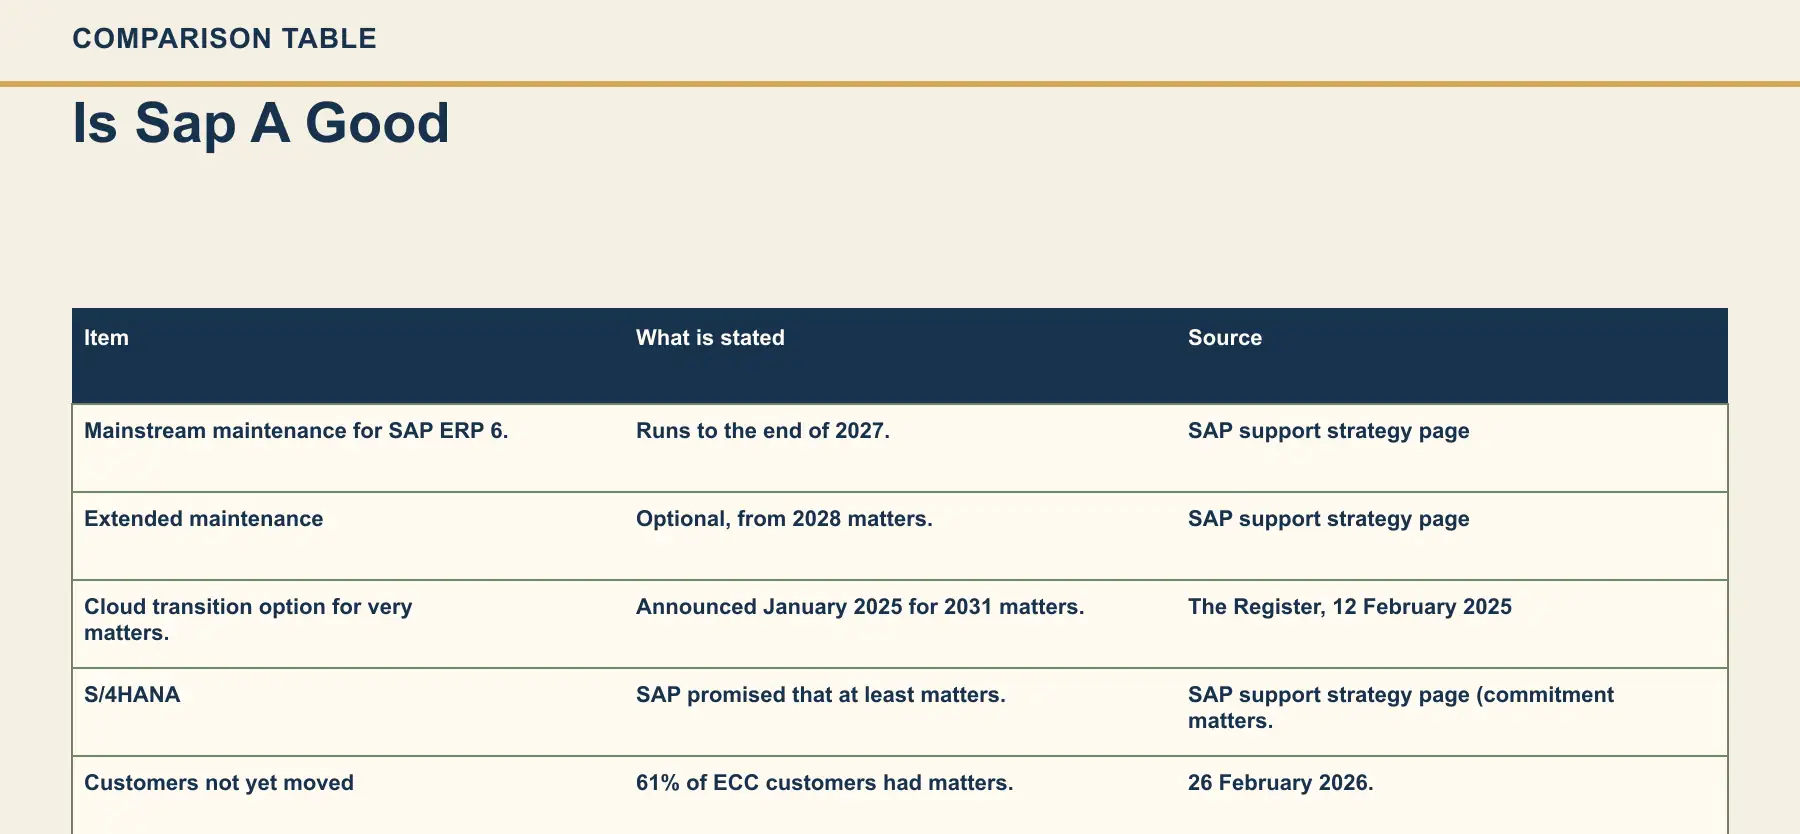 COMPARISON TABLE
Is Sap A Good
Item What is stated Source
Mainstream maintenance for SAP ERP 6. Runs to the end of 2027. SAP support strategy page
Extended maintenance Optional, from 2028 matters. SAP support strategy page
Cloud transition option for very Announced January 2025 for 2031 matters. The Register, 12 February 2025
matters.
S/4HANA SAP promised that at least matters. SAP support strategy page (commitment
matters.
Customers not yet moved 61% of ECC customers had matters. 26 February 2026.